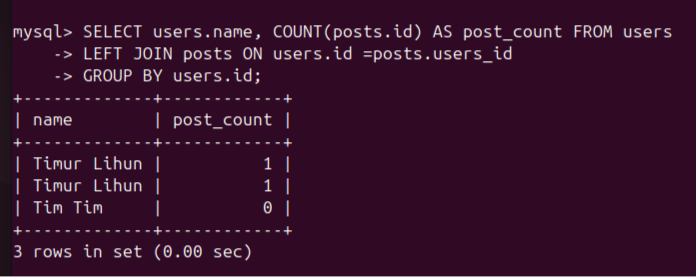 mysql> SELECT users.name, COUNT(posts.id) AS post_count FROM users
    -> LEFT JOIN posts ON users.id =posts.users_id
    -> GROUP BY users.id;
+-------------+------------+
| name        | post_count |
+-------------+------------+
| Timur Lihun |          1 |
| Timur Lihun |          1 |
| Tim Tim     |          0 |
+-------------+------------+
3 rows in set (0.00 sec)